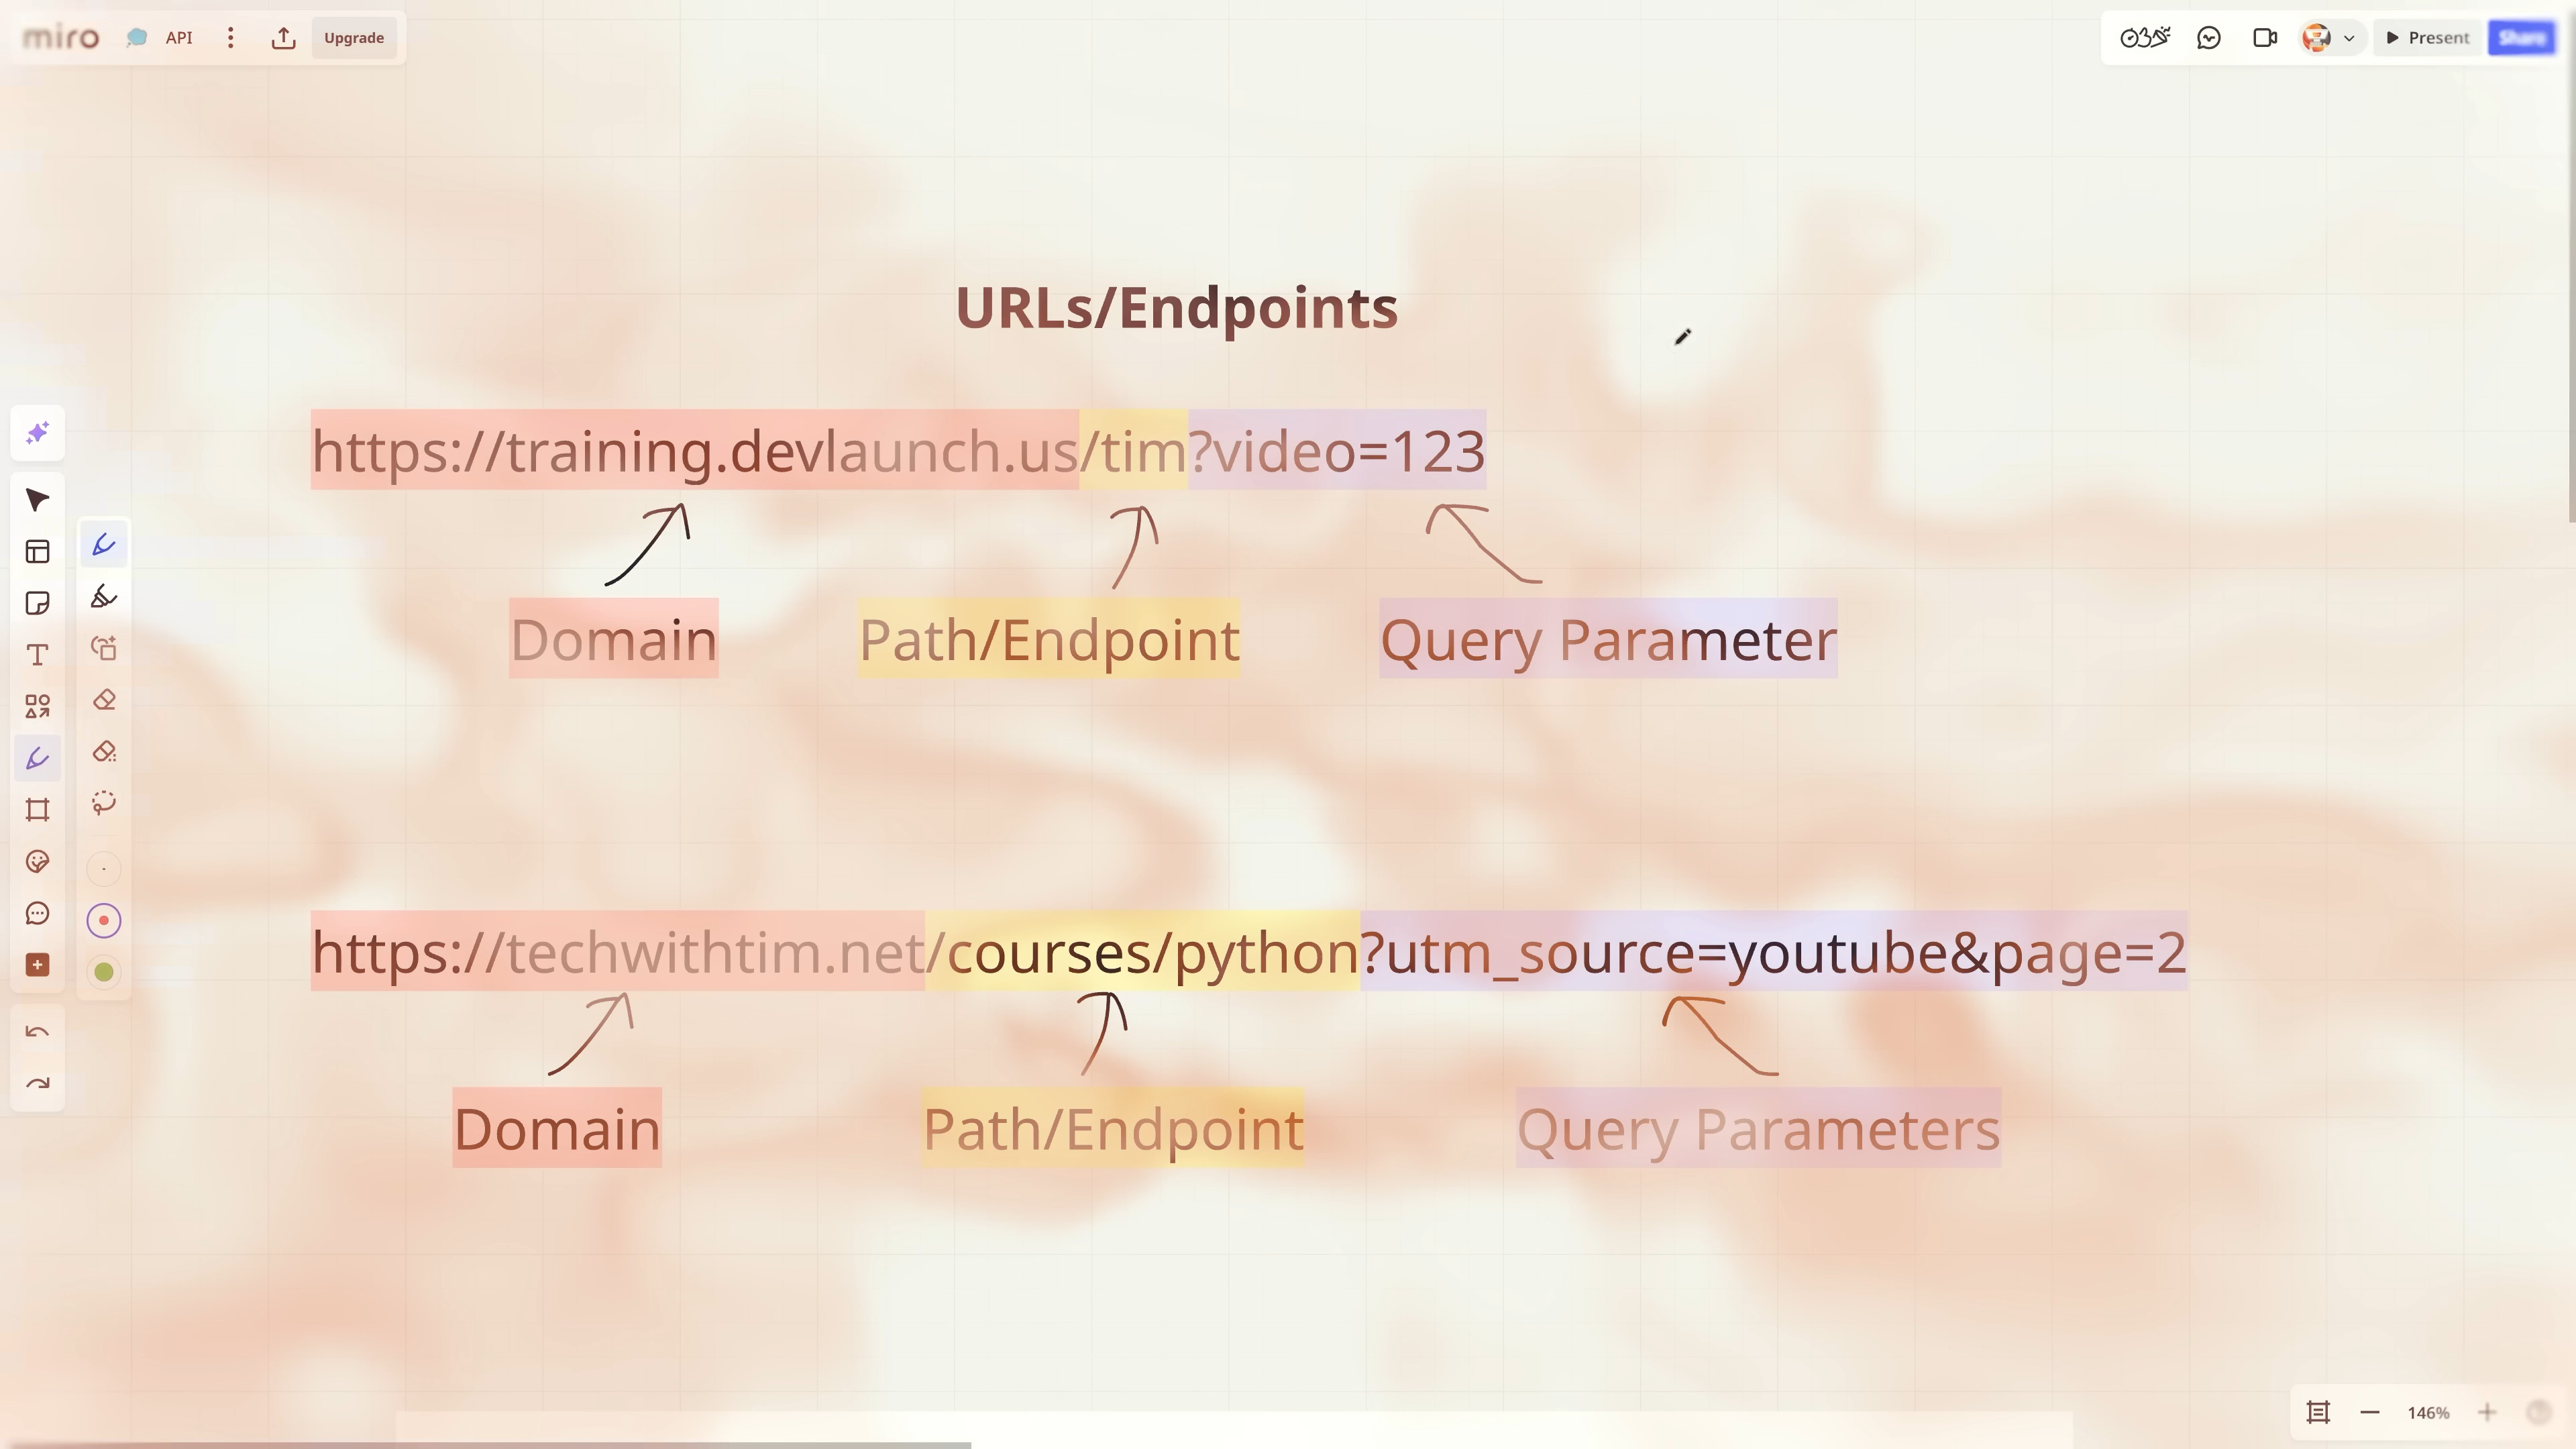 miro API Upgrade
Present Share
URLs/Endpoints
https://training.devlaunch.us/tim?video=123
Domain Path/Endpoint Query Parameter
https://techwithtim.net/courses/python?utm_source=youtube&page=2
Domain Path/Endpoint Query Parameters
146%